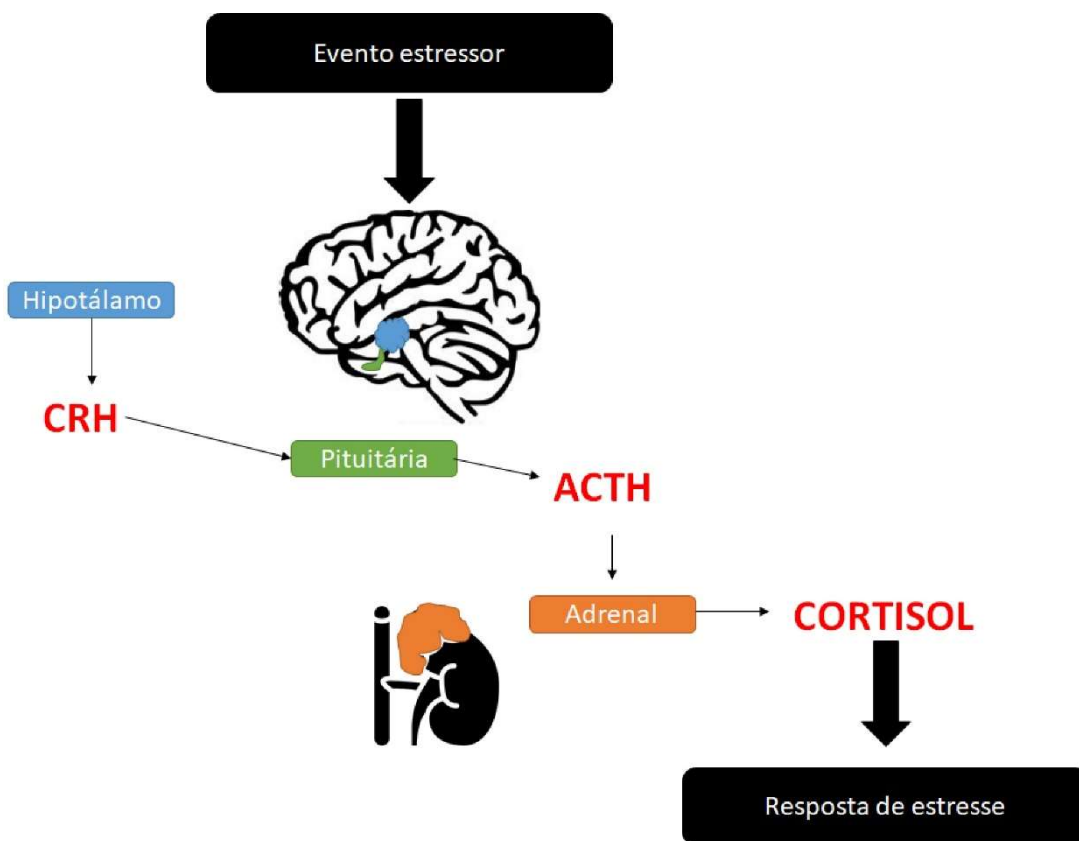 Evento estressor
Hipotálamo
CRH
Pituitária
ACTH
Adrenal
CORTISOL
Resposta de estresse